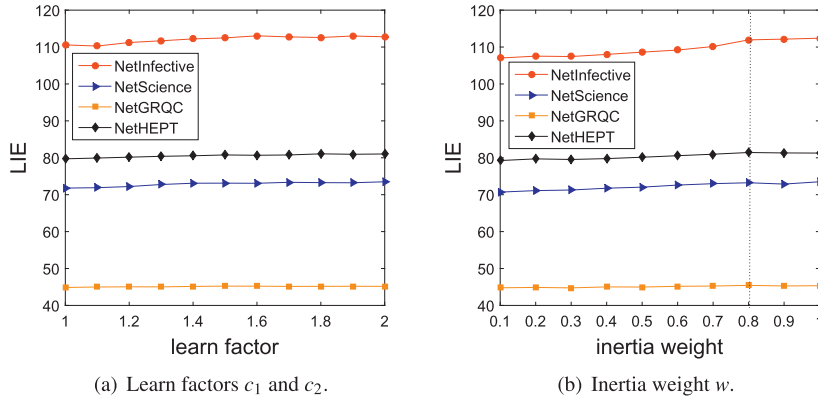 120
110
100
90
80
70
60
50
40
LIE
NetInfective
NetScience
NetGRQC
NetHEPT
1 1.2 1.4 1.6 1.8 2
learn factor
(a) Learn factors c₁ and c₂.
120
110
100
90
80
70
60
50
40
LIE
NetInfective
NetScience
NetGRQC
NetHEPT
0.1 0.2 0.3 0.4 0.5 0.6 0.7 0.8 0.9 1
inertia weight
(b) Inertia weight w.